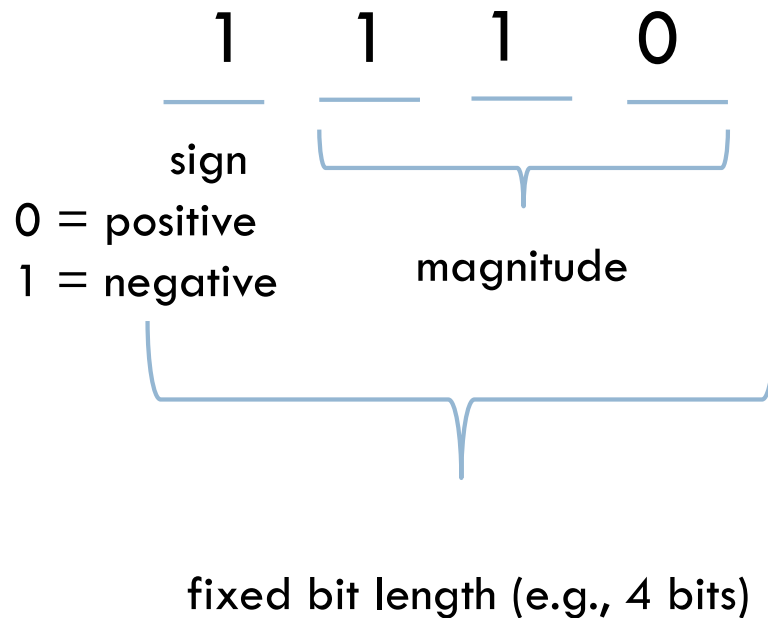 1 1 1 0
sign
0 = positive
1 = negative
magnitude
fixed bit length (e.g., 4 bits)